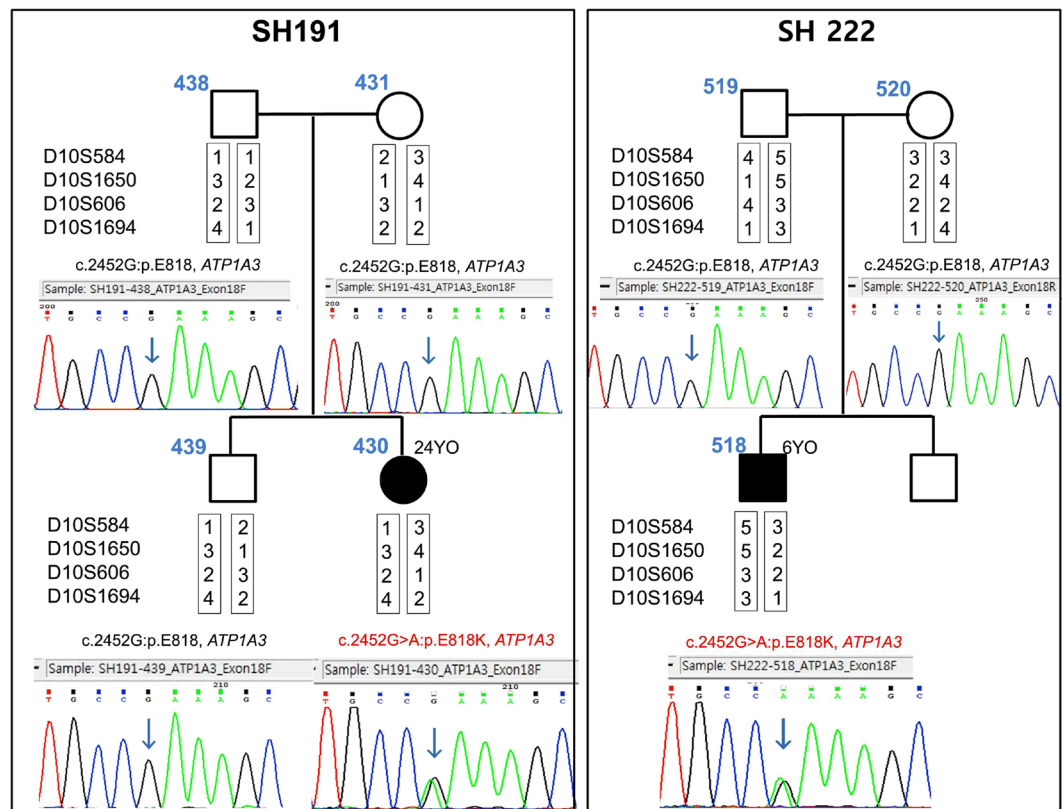 SH191
438
431
D10S584 1 1 2 3
D10S1650 3 2 1 4
D10S606 2 3 3 1
D10S1694 4 1 2 2
c.2452G:p.E818, ATP1A3
c.2452G:p.E818, ATP1A3
Sample: SH191-438_ATP1A3_Exon18F
Sample: SH191-431_ATP1A3_Exon18F
200
T G C C G A A A G C
200
T G C C G A A A G C
439
430
24YO
D10S584 1 2 1 3
D10S1650 3 1 3 4
D10S606 2 3 2 1
D10S1694 4 2 4 2
c.2452G:p.E818, ATP1A3
c.2452G>A:p.E818K, ATP1A3
Sample: SH191-439_ATP1A3_Exon18F
Sample: SH191-430_ATP1A3_Exon18F
210
T G C C G A A A G C
210
T G C C G A A A G C
SH 222
519
520
D10S584 4 5 3 3
D10S1650 1 5 2 4
D10S606 4 3 2 2
D10S1694 1 3 1 4
c.2452G:p.E818, ATP1A3
c.2452G:p.E818, ATP1A3
Sample: SH222-519_ATP1A3_Exon18F
Sample: SH222-520_ATP1A3_Exon18R
T G C C G A A A G C
250
T G C C G A A A G C
518
6YO
D10S584 5 3
D10S1650 5 2
D10S606 3 2
D10S1694 3 1
c.2452G>A:p.E818K, ATP1A3
Sample: SH222-518_ATP1A3_Exon18F
T G C C A A A A G C